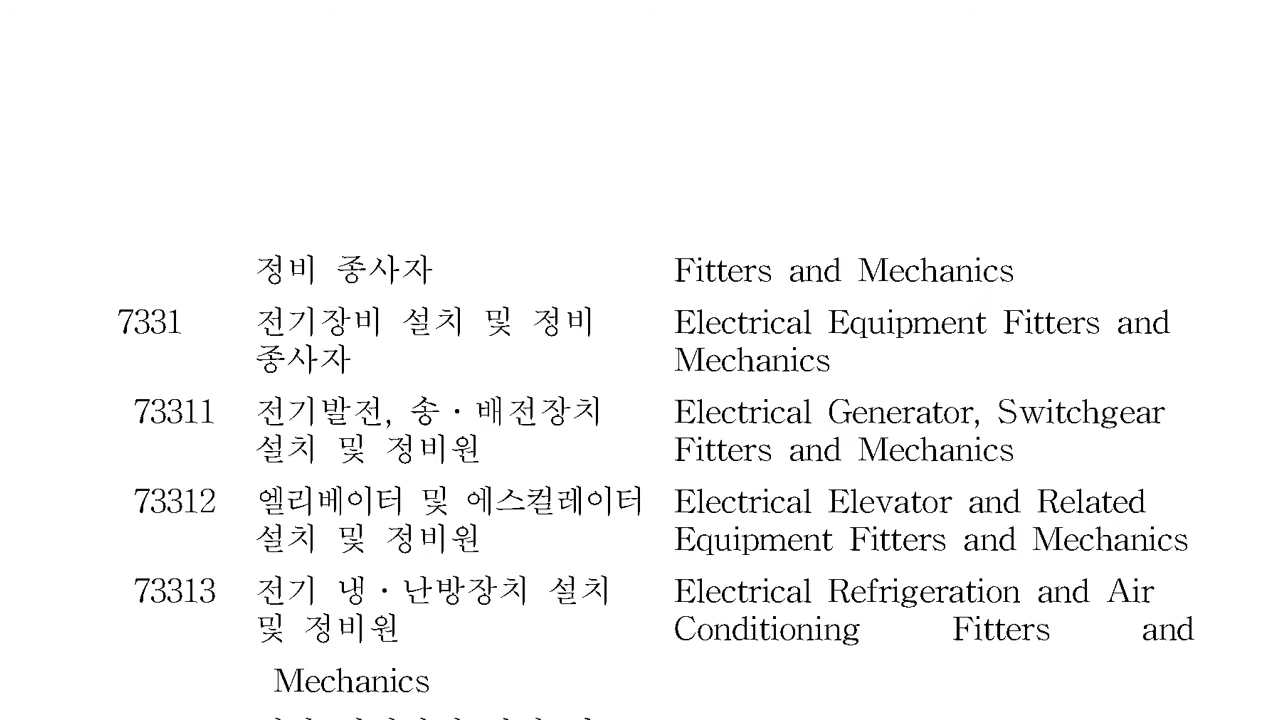 정비 종사자 Fitters and Mechanics
7331 전기장비 설치 및 정비 Electrical Equipment Fitters and
종사자 Mechanics
73311 전기발전, 송·배전장치 Electrical Generator, Switchgear
설치 및 정비원 Fitters and Mechanics
73312 엘리베이터 및 에스컬레이터 Electrical Elevator and Related
설치 및 정비원 Equipment Fitters and Mechanics
73313 전기 냉·난방장치 설치 Electrical Refrigeration and Air
및 정비원 Conditioning Fitters and
Mechanics